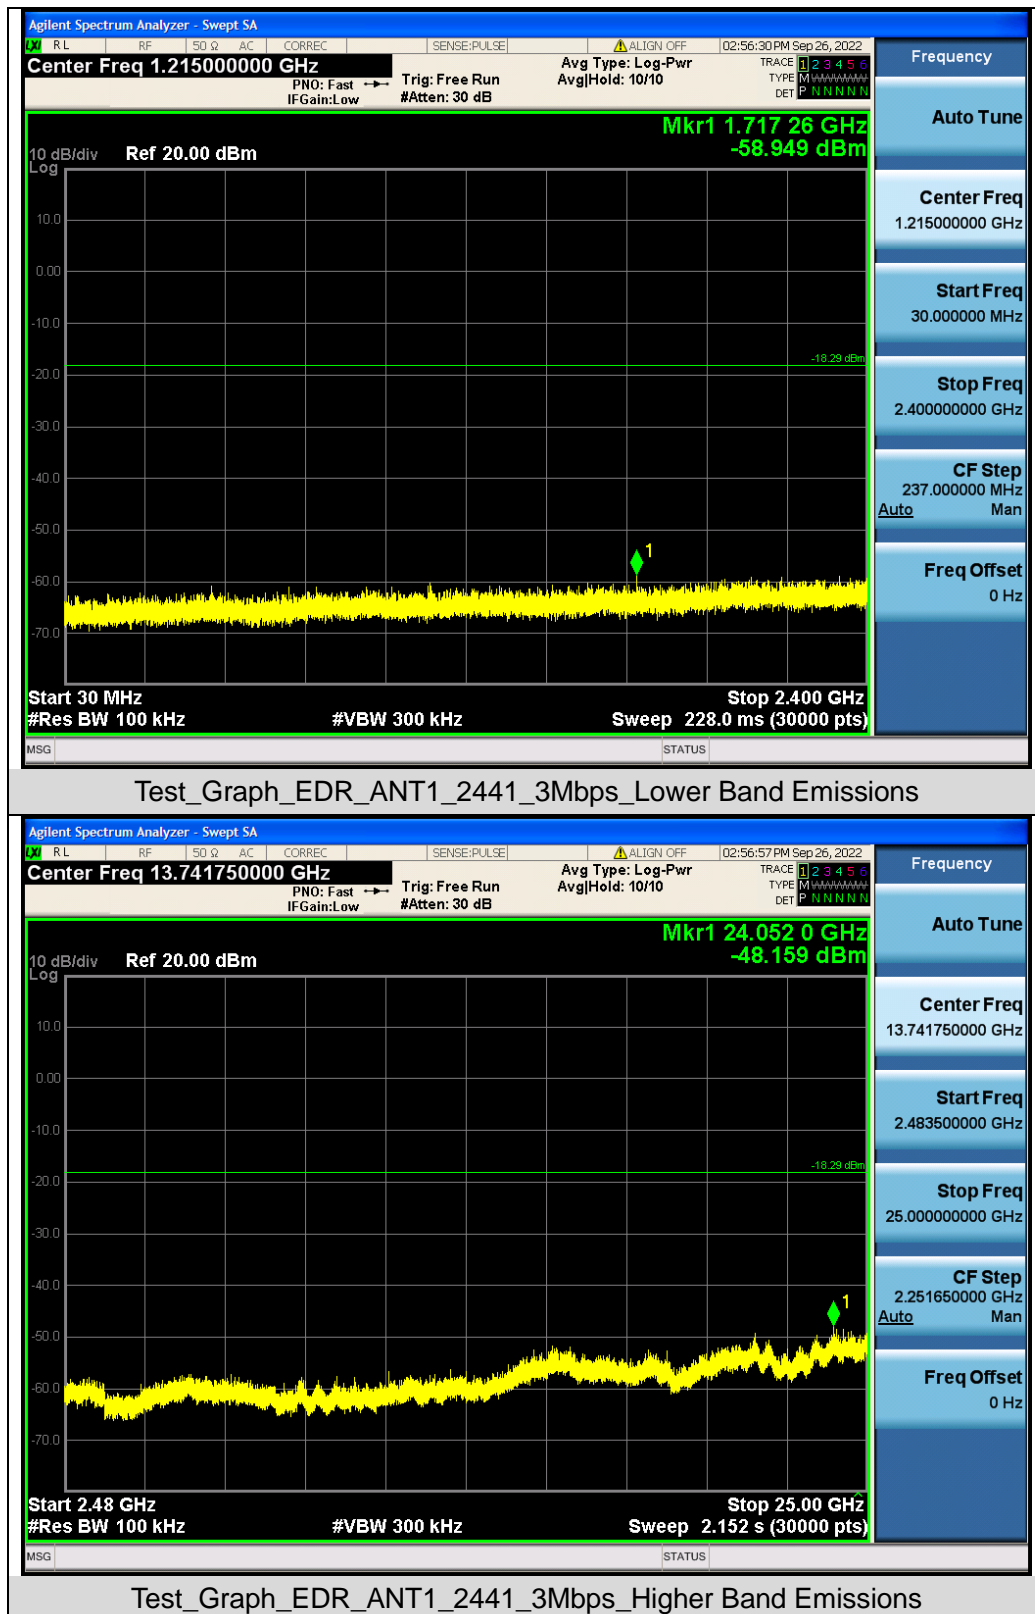 Agilent Spectrum Analyzer - Swept SA
LXI RL RF 50 Ω AC CORREC SENSE:PULSE ALIGN OFF 02:56:30 PM Sep 26, 2022
Center Freq 1.215000000 GHz
PNO: Fast
IFGain:Low
Trig: Free Run
#Atten: 30 dB
Avg Type: Log-Pwr
Avg|Hold: 10/10
TRACE 1 2 3 4 5 6
TYPE M
DET P N N N N N
Mkr1 1.717 26 GHz
-58.949 dBm
10 dB/div Ref 20.00 dBm
Log
10.0
0.00
-10.0
-18.29 dBm
-20.0
-30.0
-40.0
-50.0
1
-60.0
-70.0
Start 30 MHz Stop 2.400 GHz
#Res BW 100 kHz #VBW 300 kHz Sweep 228.0 ms (30000 pts)
MSG STATUS
Frequency
Auto Tune
Center Freq
1.215000000 GHz
Start Freq
30.000000 MHz
Stop Freq
2.400000000 GHz
CF Step
237.000000 MHz
Auto Man
Freq Offset
0 Hz
Test_Graph_EDR_ANT1_2441_3Mbps_Lower Band Emissions
Agilent Spectrum Analyzer - Swept SA
LXI RL RF 50 Ω AC CORREC SENSE:PULSE ALIGN OFF 02:56:57 PM Sep 26, 2022
Center Freq 13.741750000 GHz
PNO: Fast
IFGain:Low
Trig: Free Run
#Atten: 30 dB
Avg Type: Log-Pwr
Avg|Hold: 10/10
TRACE 1 2 3 4 5 6
TYPE M
DET P N N N N N
Mkr1 24.052 0 GHz
-48.159 dBm
10 dB/div Ref 20.00 dBm
Log
10.0
0.00
-10.0
-18.29 dBm
-20.0
-30.0
-40.0
1
-50.0
-60.0
-70.0
Start 2.48 GHz Stop 25.00 GHz
#Res BW 100 kHz #VBW 300 kHz Sweep 2.152 s (30000 pts)
MSG STATUS
Frequency
Auto Tune
Center Freq
13.741750000 GHz
Start Freq
2.483500000 GHz
Stop Freq
25.000000000 GHz
CF Step
2.251650000 GHz
Auto Man
Freq Offset
0 Hz
Test_Graph_EDR_ANT1_2441_3Mbps_Higher Band Emissions